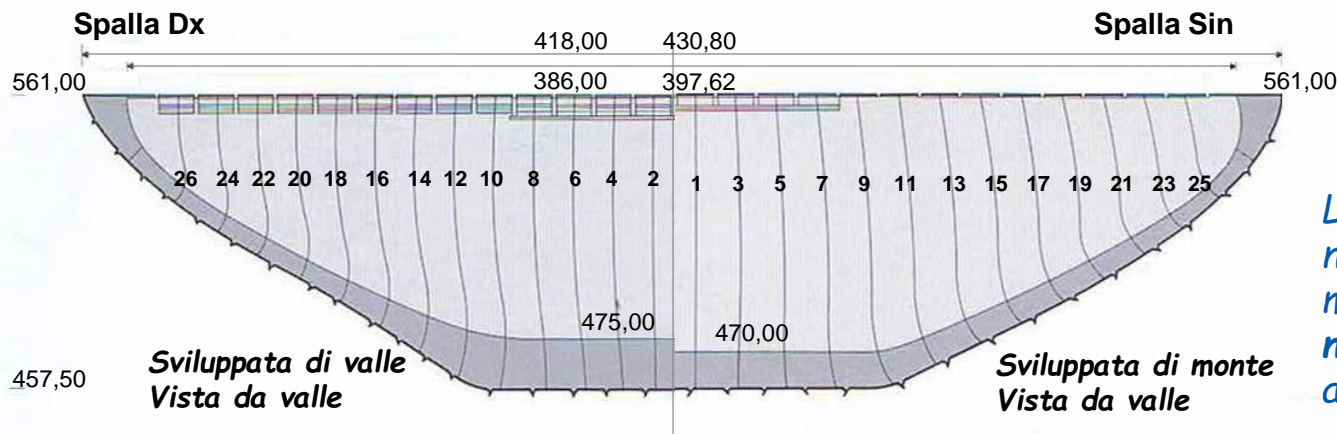 Spalla Dx Spalla Sin
418,00 430,80
561,00 386,00 397,62 561,00
26 24 22 20 18 16 14 12 10 8 6 4 2 1 3 5 7 9 11 13 15 17 19 21 23 25
475,00 470,00
Sviluppata di valle Sviluppata di monte
457,50 Vista da valle Vista da valle